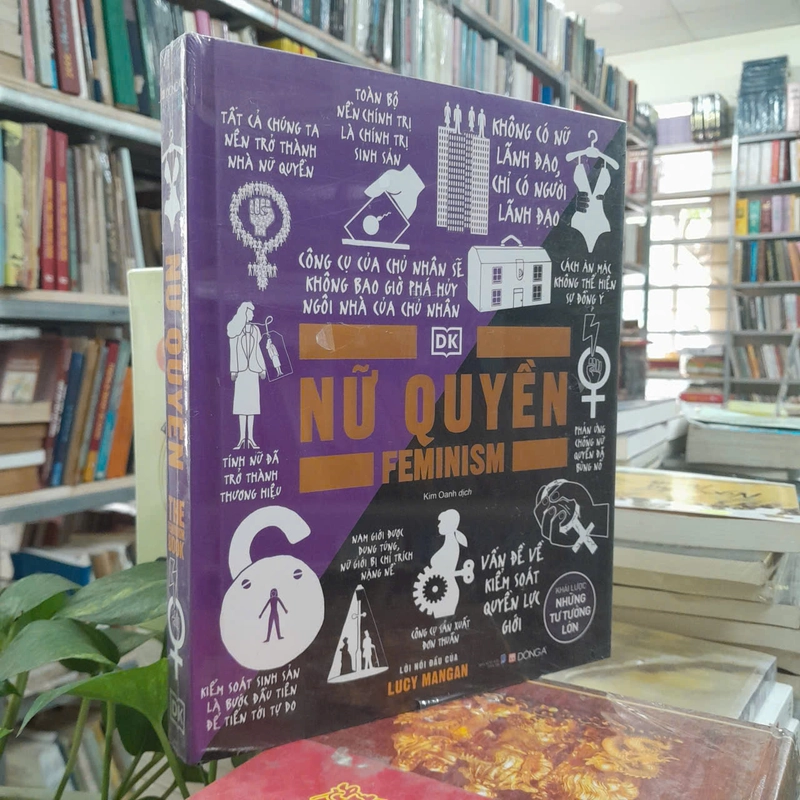 TẤT CẢ CHÚNG TA
NÊN TRỞ THÀNH
NHÀ NỮ QUYỀN
TOÀN BỘ
NỀN CHÍNH TRỊ
LÀ CHÍNH TRỊ
SINH SẢN
KHÔNG CÓ NỮ
LÃNH ĐẠO,
CHỈ CÓ NGƯỜI
LÃNH ĐẠO
CÔNG CỤ CỦA CHỦ NHÂN SẼ
KHÔNG BAO GIỜ PHÁ HỦY
NGÔI NHÀ CỦA CHỦ NHÂN
CÁCH ĂN MẶC
KHÔNG THỂ HIỆN
SỰ ĐỒNG Ý
DK
NỮ QUYỀN
FEMINISM
Kim Oanh dịch
TÍNH NỮ ĐÃ
TRỞ THÀNH
THƯƠNG HIỆU
PHẢN ỨNG
CHỐNG NỮ
QUYỀN ĐÃ
BÙNG NỔ
NAM GIỚI ĐƯỢC
DUNG TÚNG,
NỮ GIỚI BỊ CHỈ TRÍCH
NẶNG NỀ
VẤN ĐỀ VỀ
KIỂM SOÁT
QUYỀN LỰC
GIỚI
KHÁI LƯỢC
NHỮNG
TƯ TƯỞNG
LỚN
CÔNG CỤ SẢN XUẤT
ĐƠN THUẦN
KIỂM SOÁT SINH SẢN
LÀ BƯỚC ĐẦU TIÊN
ĐỂ TIẾN TỚI TỰ DO
LỜI NÓI ĐẦU CỦA
LUCY MANGAN
ĐÔNG A
NỮ QUYỀN
THE
FEMINISM
BOOK
DK